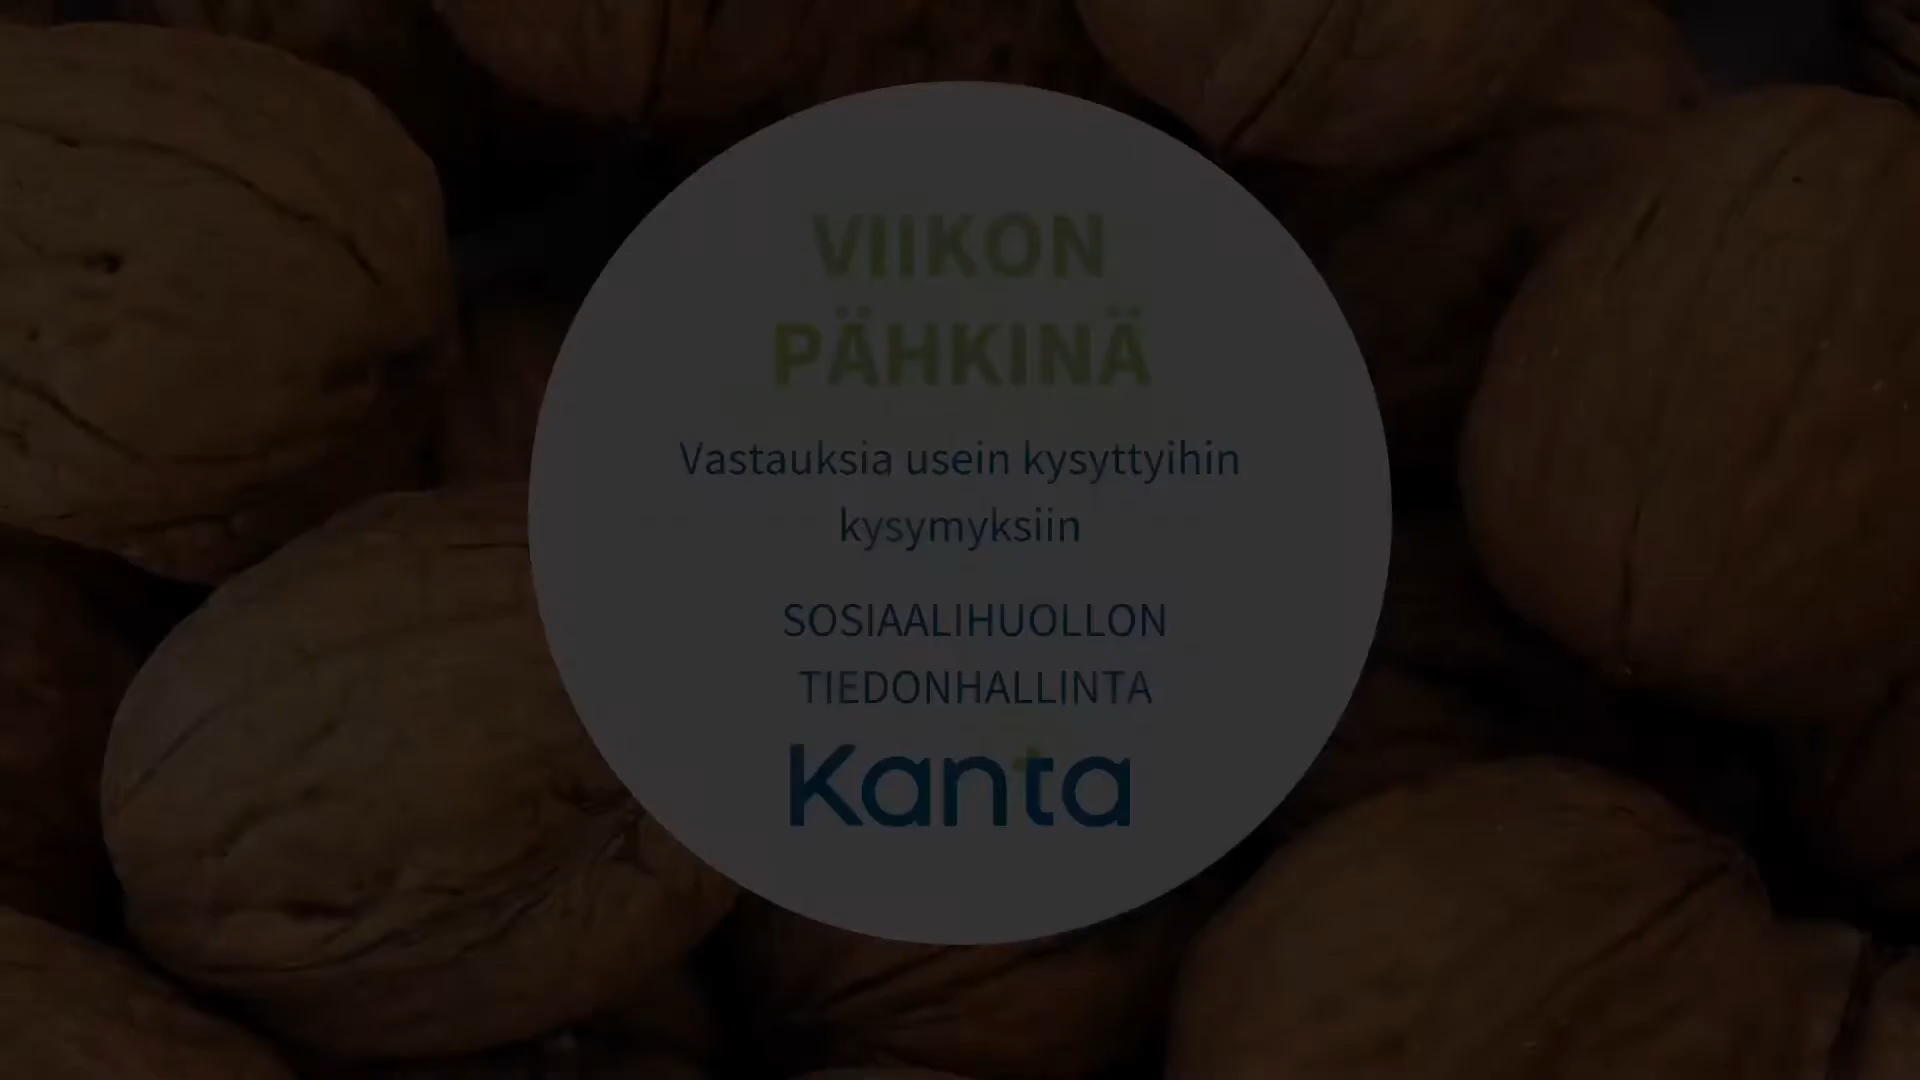 VIIKON
PÄHKINÄ
Vastauksia usein kysyttyihin
kysymyksiin
SOSIAALIHUOLLON
TIEDONHALLINTA
Kanta